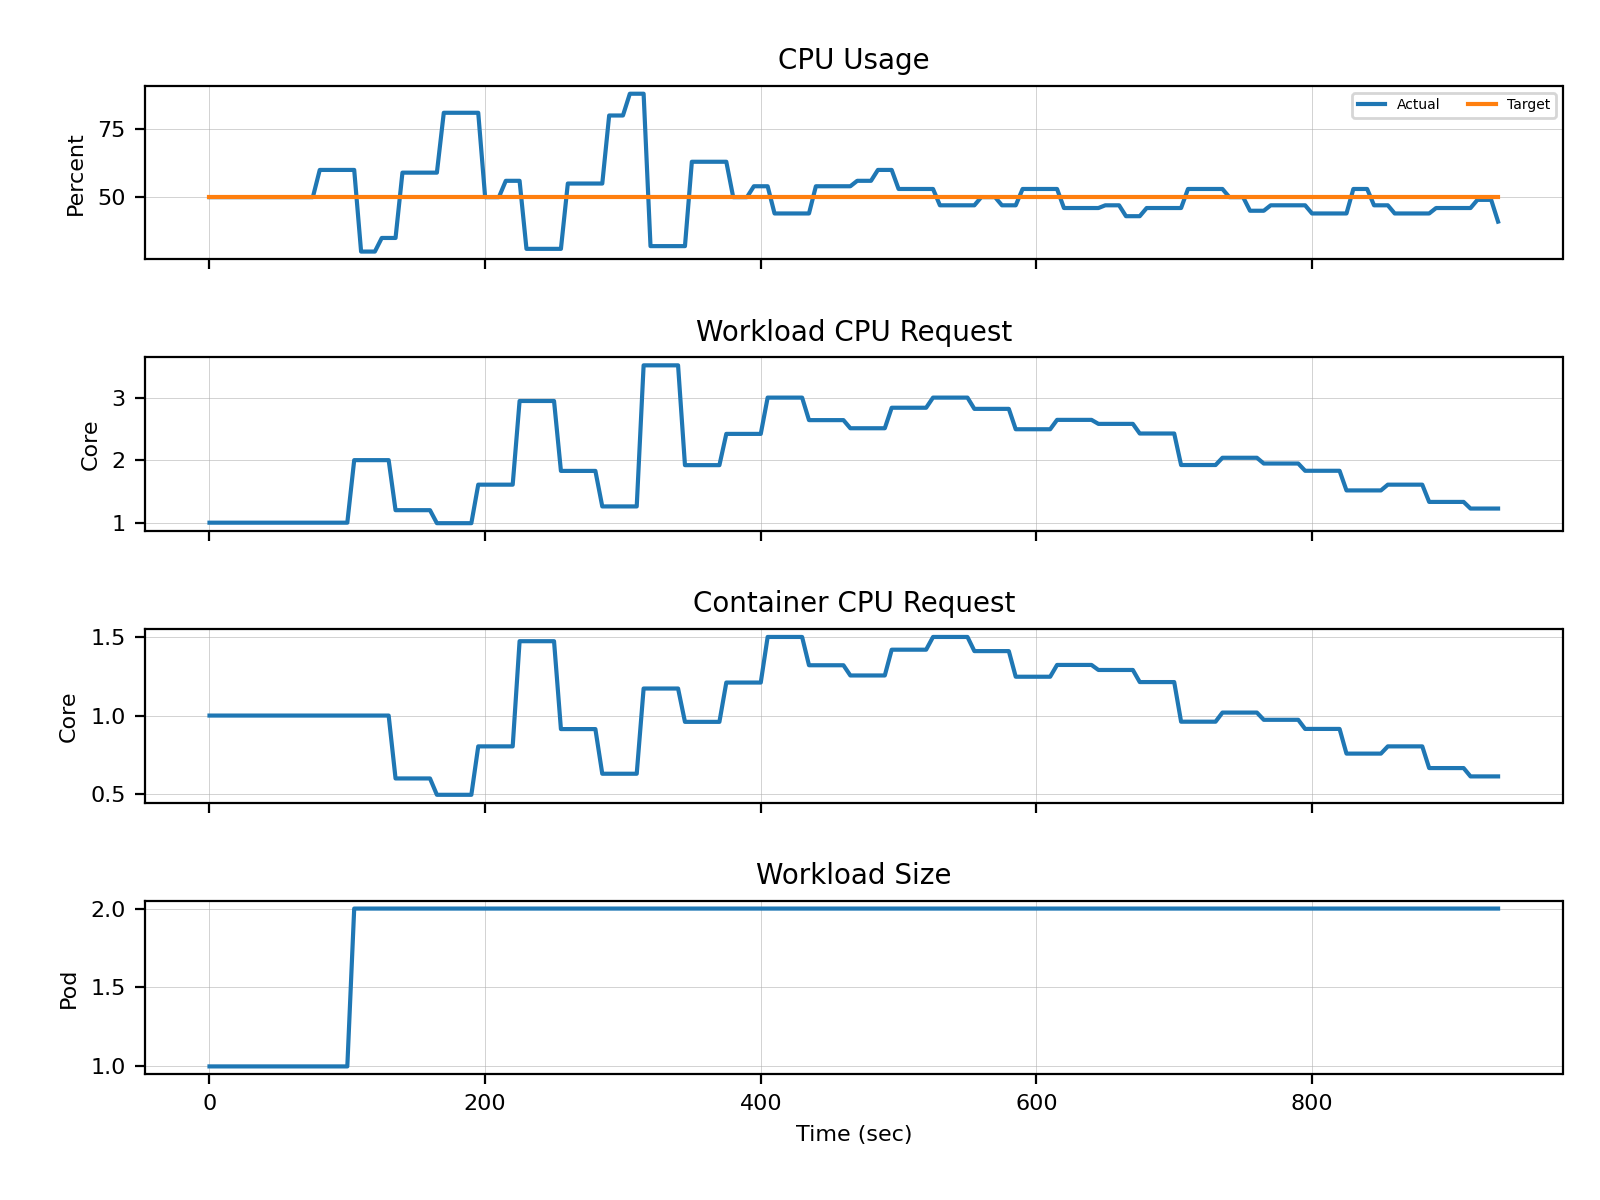 CPU Usage
Percent
75
50
Actual
Target
Workload CPU Request
Core
3
2
1
Container CPU Request
Core
1.5
1.0
0.5
Workload Size
Pod
2.0
1.5
1.0
0 200 400 600 800
Time (sec)